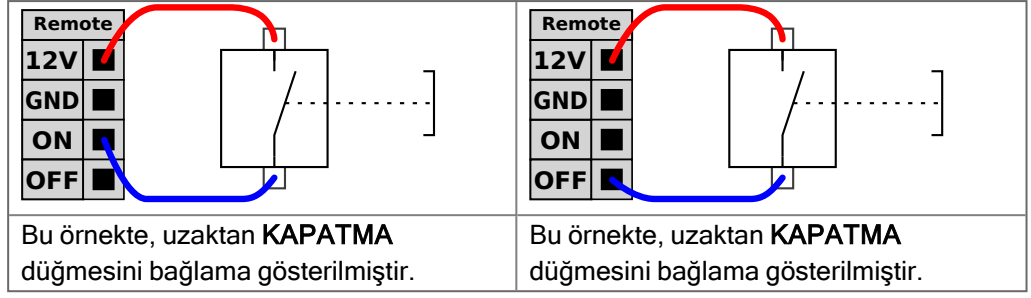 Remote
12V
GND
ON
OFF
Bu örnekte, uzaktan KAPATMA
düğmesini bağlama gösterilmiştir.
Remote
12V
GND
ON
OFF
Bu örnekte, uzaktan KAPATMA
düğmesini bağlama gösterilmiştir.